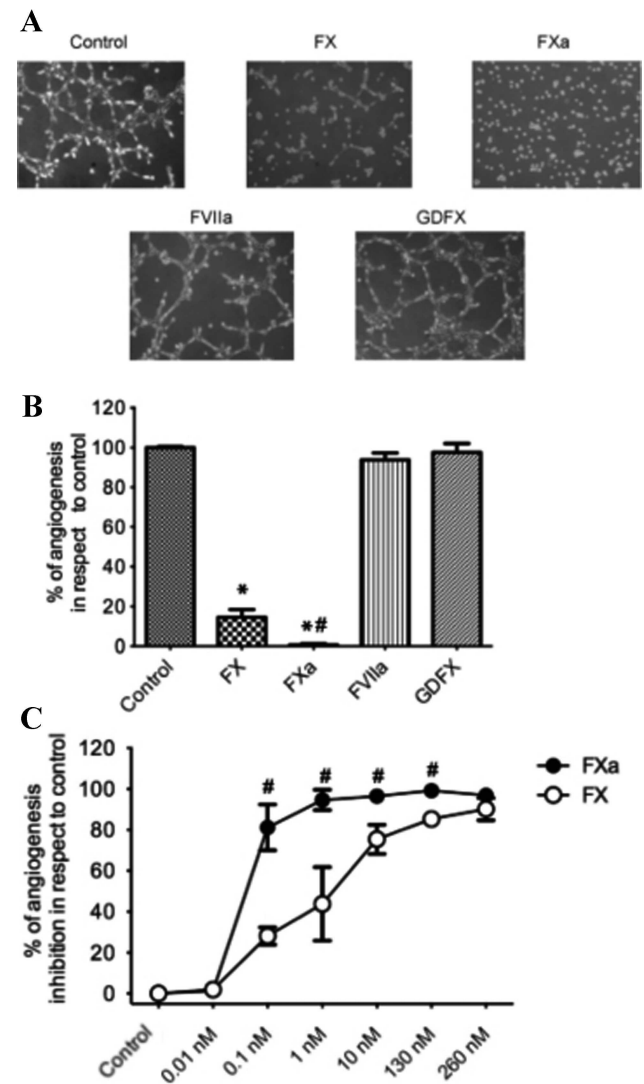 A
Control FX FXa
FVIIa GDFX
B
% of angiogenesis
in respect to control
120
100
80
60
40
20
0
*
*#
Control FX FXa FVIIa GDFX
C
% of angiogenesis
inhibition in respect to control
120
100
80
60
40
20
0
# # # #
FXa
FX
Control 0.01 nM 0.1 nM 1 nM 10 nM 130 nM 260 nM